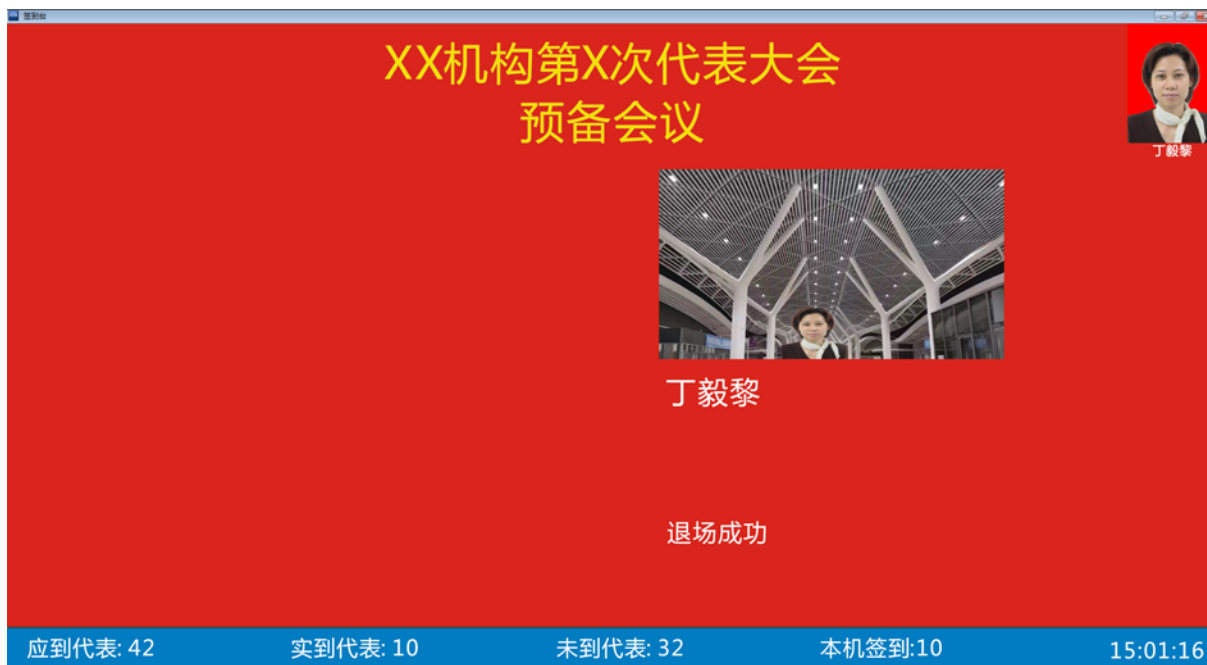 签到台
XX机构第X次代表大会
预备会议
丁毅黎
丁毅黎
退场成功
应到代表: 42
实到代表: 10
未到代表: 32
本机签到:10
15:01:16